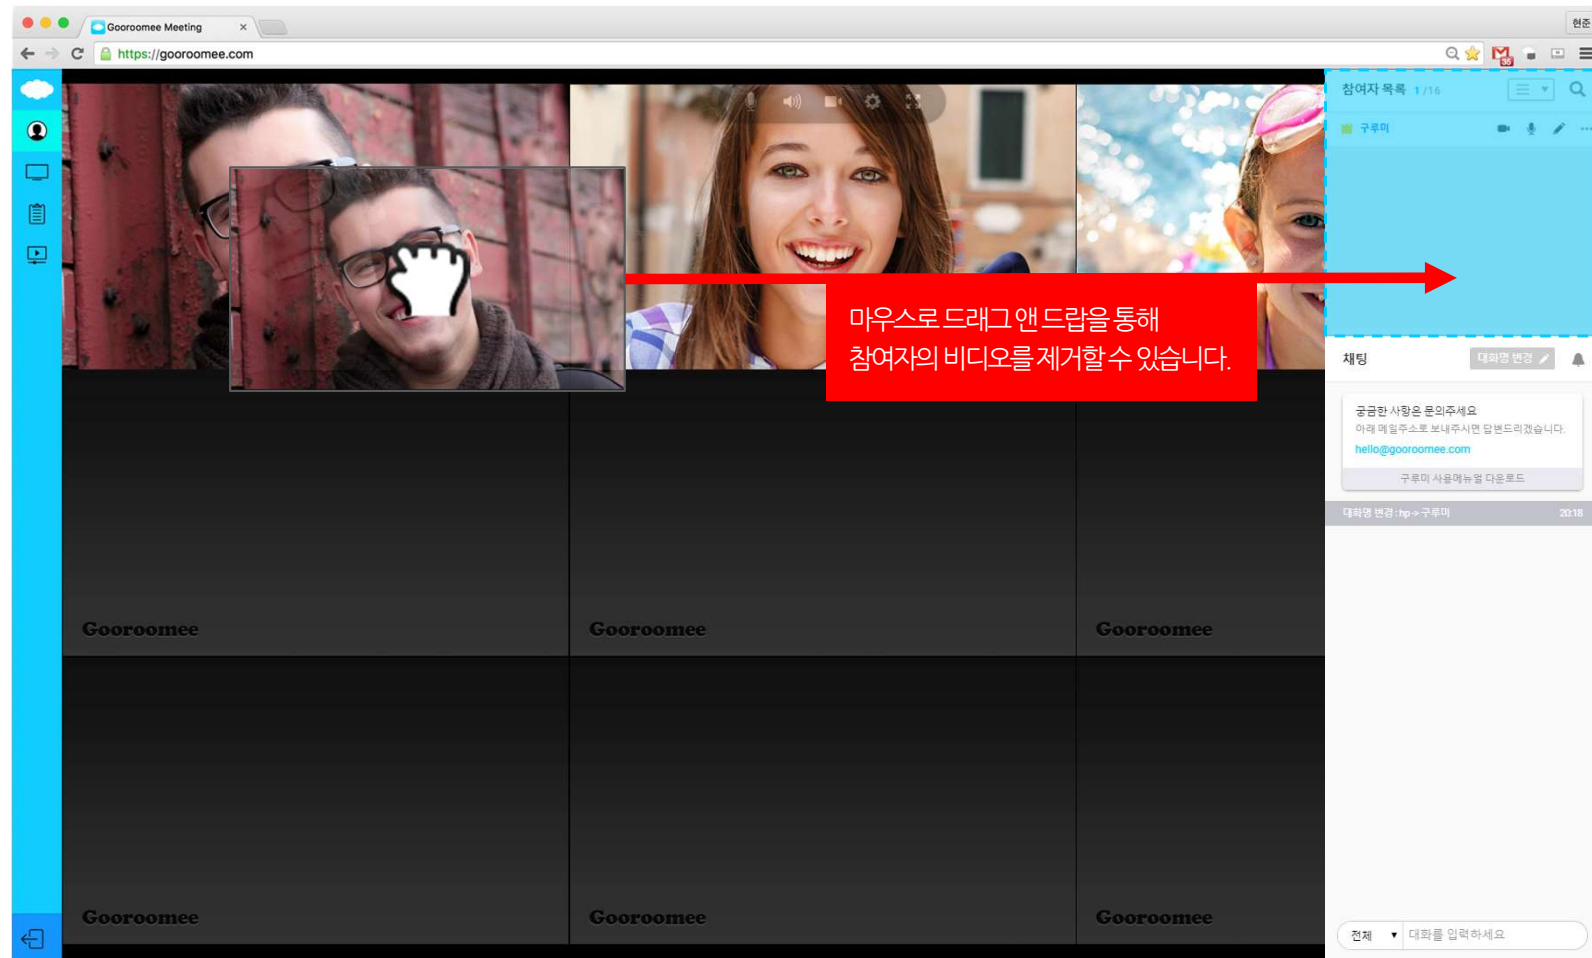 Gooroomee Meeting
현준
https://gooroomee.com
35
참여자 목록 1 /16
구루미
마우스로 드래그 앤 드랍을 통해
참여자의 비디오를 제거할 수 있습니다.
채팅
대화명 변경
궁금한 사항은 문의주세요
아래 메일주소로 보내주시면 답변드리겠습니다.
hello@gooroomee.com
구루미 사용메뉴얼 다운로드
대화명 변경 : hp -> 구루미 20:18
Gooroomee Gooroomee Gooroomee
Gooroomee Gooroomee Gooroomee
전체 대화를 입력하세요